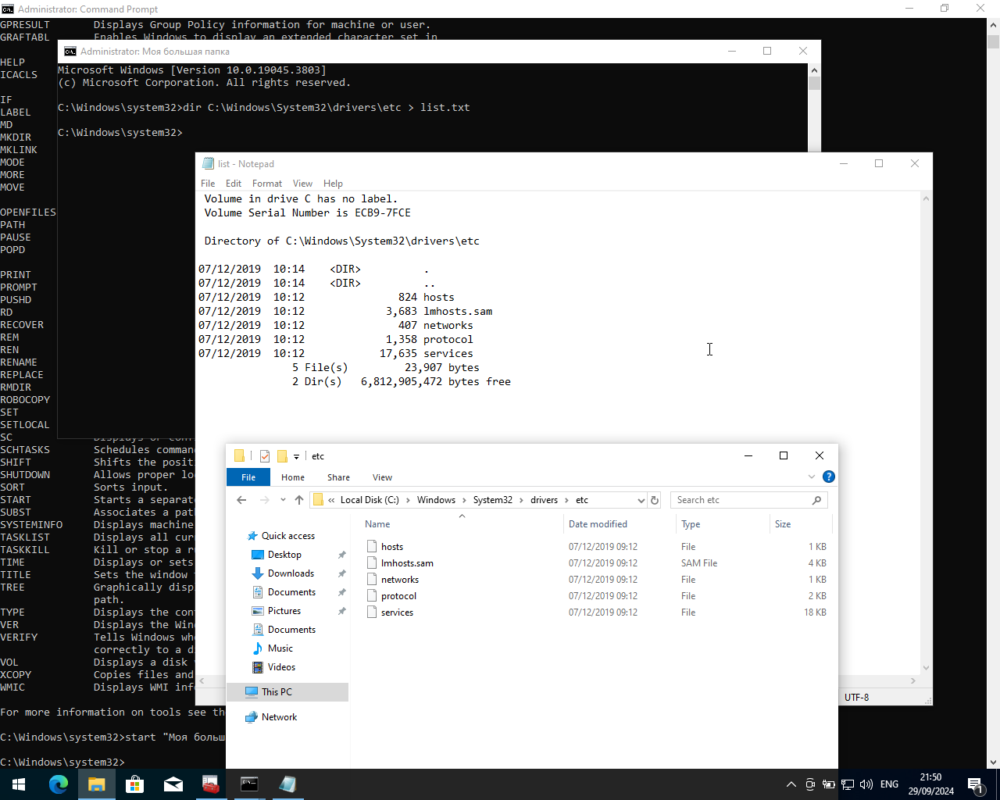 Administrator: Command Prompt
GPRESULT Displays Group Policy information for machine or user.
GRAFTABL Enables Windows to display an extended character set in
HELP
ICACLS
IF
LABEL
MD
MKDIR
MKLINK
MODE
MORE
MOVE
OPENFILES
PATH
PAUSE
POPD
PRINT
PROMPT
PUSHD
RD
RECOVER
REM
REN
RENAME
REPLACE
RMDIR
ROBOCOPY
SET
SETLOCAL
SC Displays or
SCHTASKS Schedules
SHIFT Shifts the
SHUTDOWN Allows proper
SORT Sorts input.
START Starts a
SUBST Associates a
SYSTEMINFO Displays machine
TASKLIST Displays all
TASKKILL Kill or stop a
TIME Displays or sets
TITLE Sets the window
TREE Graphically
path.
TYPE Displays the
VER Displays the
VERIFY Tells Windows
correctly to a
VOL Displays a disk
XCOPY Copies files and
WMIC Displays WMI
For more information on tools see
C:\Windows\system32>start "Моя
C:\Windows\system32>
Administrator: Моя большая папка
Microsoft Windows [Version 10.0.19045.3803]
(c) Microsoft Corporation. All rights reserved.
C:\Windows\system32>dir C:\Windows\System32\drivers\etc > list.txt
C:\Windows\system32>
list - Notepad
File Edit Format View Help
Volume in drive C has no label.
Volume Serial Number is ECB9-7FCE
Directory of C:\Windows\System32\drivers\etc
07/12/2019 10:14 <DIR> .
07/12/2019 10:14 <DIR> ..
07/12/2019 10:12 824 hosts
07/12/2019 10:12 3,683 lmhosts.sam
07/12/2019 10:12 407 networks
07/12/2019 10:12 1,358 protocol
07/12/2019 10:12 17,635 services
5 File(s) 23,907 bytes
2 Dir(s) 6,812,905,472 bytes free
UTF-8
etc
File Home Share View
« Local Disk (C:) › Windows › System32 › drivers › etc
Search etc
Name Date modified Type Size
hosts 07/12/2019 09:12 File 1 KB
lmhosts.sam 07/12/2019 09:12 SAM File 4 KB
networks 07/12/2019 09:12 File 1 KB
protocol 07/12/2019 09:12 File 2 KB
services 07/12/2019 09:12 File 18 KB
Quick access
Desktop
Downloads
Documents
Pictures
Documents
Music
Videos
This PC
Network
ENG
21:50
29/09/2024
1